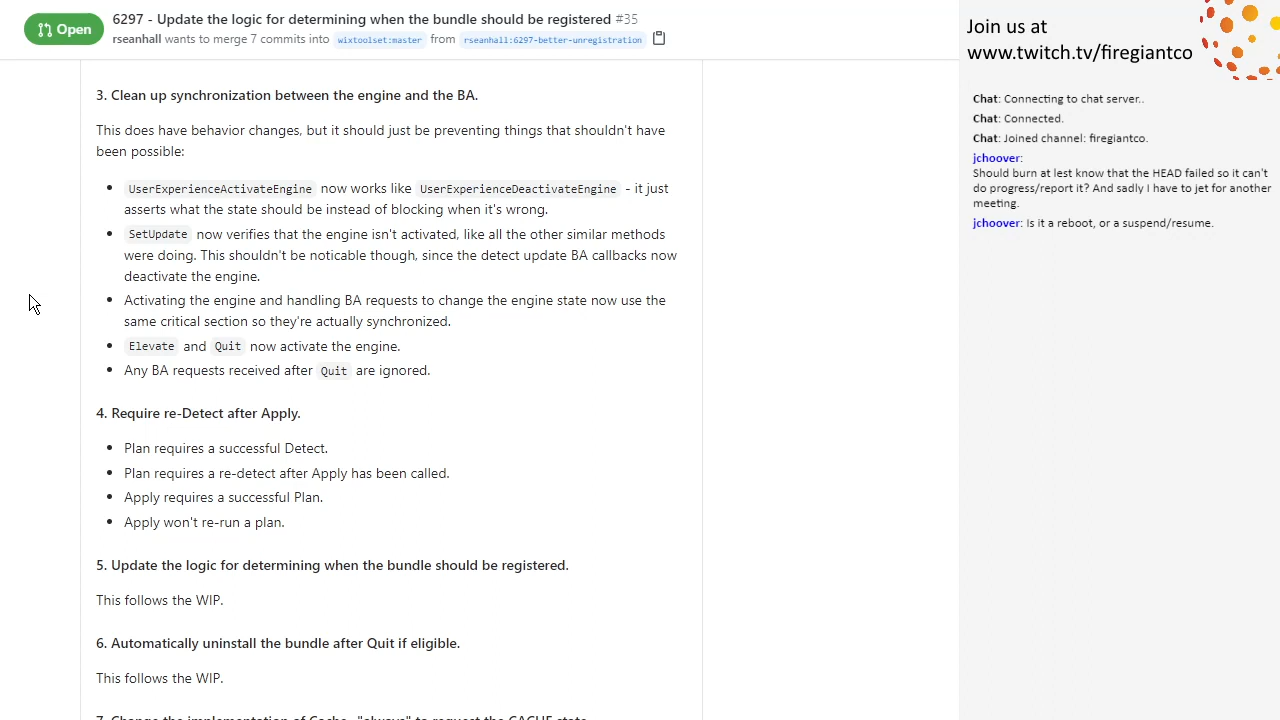 Open
6297 - Update the logic for determining when the bundle should be registered #35
rseanhall wants to merge 7 commits into wixtoolset:master from rseanhall:6297-better-unregistration
3. Clean up synchronization between the engine and the BA.
This does have behavior changes, but it should just be preventing things that shouldn't have
been possible:
UserExperienceActivateEngine now works like UserExperienceDeactivateEngine - it just
asserts what the state should be instead of blocking when it's wrong.
SetUpdate now verifies that the engine isn't activated, like all the other similar methods
were doing. This shouldn't be noticable though, since the detect update BA callbacks now
deactivate the engine.
Activating the engine and handling BA requests to change the engine state now use the
same critical section so they're actually synchronized.
Elevate and Quit now activate the engine.
Any BA requests received after Quit are ignored.
4. Require re-Detect after Apply.
Plan requires a successful Detect.
Plan requires a re-detect after Apply has been called.
Apply requires a successful Plan.
Apply won't re-run a plan.
5. Update the logic for determining when the bundle should be registered.
This follows the WIP.
6. Automatically uninstall the bundle after Quit if eligible.
This follows the WIP.
7. Change the implementation of Cache="always" to request the CACHE state
Join us at
www.twitch.tv/firegiantco
Chat: Connecting to chat server..
Chat: Connected.
Chat: Joined channel: firegiantco.
jchoover:
Should burn at lest know that the HEAD failed so it can't
do progress/report it? And sadly I have to jet for another
meeting.
jchoover: Is it a reboot, or a suspend/resume.